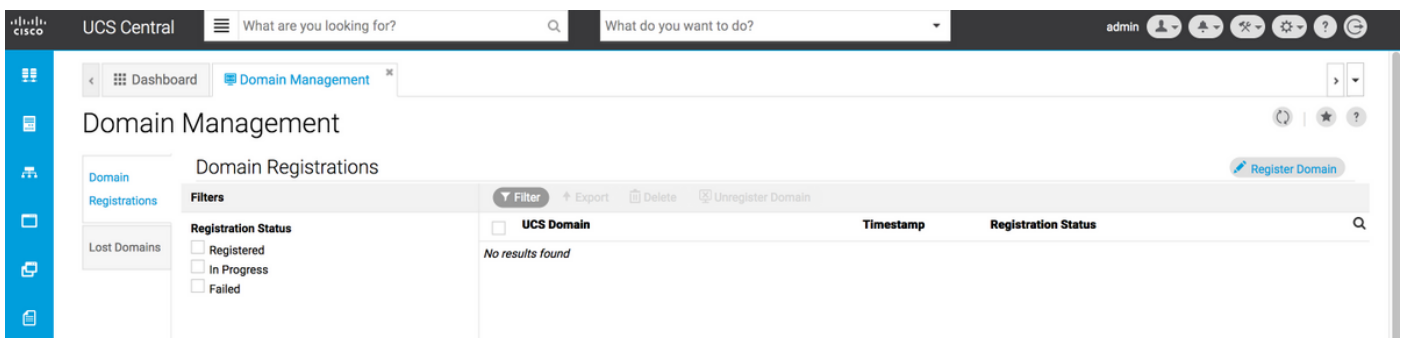 cisco UCS Central What are you looking for? What do you want to do? admin ?
Dashboard Domain Management
Domain Management ?
Domain Registrations Register Domain
Domain
Registrations
Lost Domains
Filters
Registration Status
Registered
In Progress
Failed
Filter Export Delete Unregister Domain
UCS Domain Timestamp Registration Status
No results found